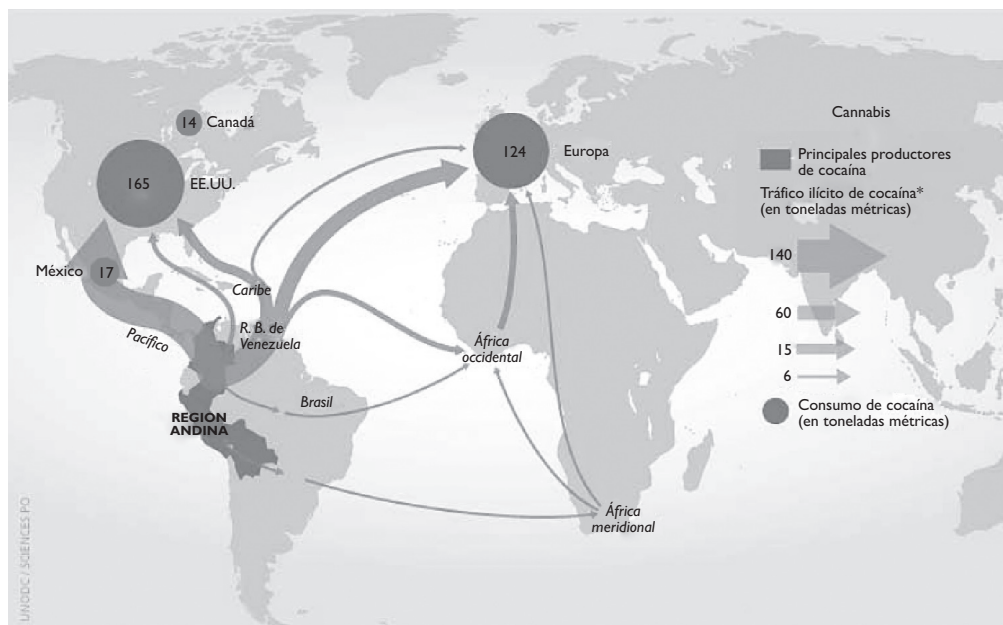 14 Canadá
165 EE.UU.
124 Europa
México 17
Caribe
Pacífico
R. B. de
Venezuela
África
occidental
Brasil
REGIÓN
ANDINA
África
meridional
Cannabis
Principales productores
de cocaína
Tráfico ilícito de cocaína*
(en toneladas métricas)
140
60
15
6
Consumo de cocaína
(en toneladas métricas)
UNODC / SCIENCES PO